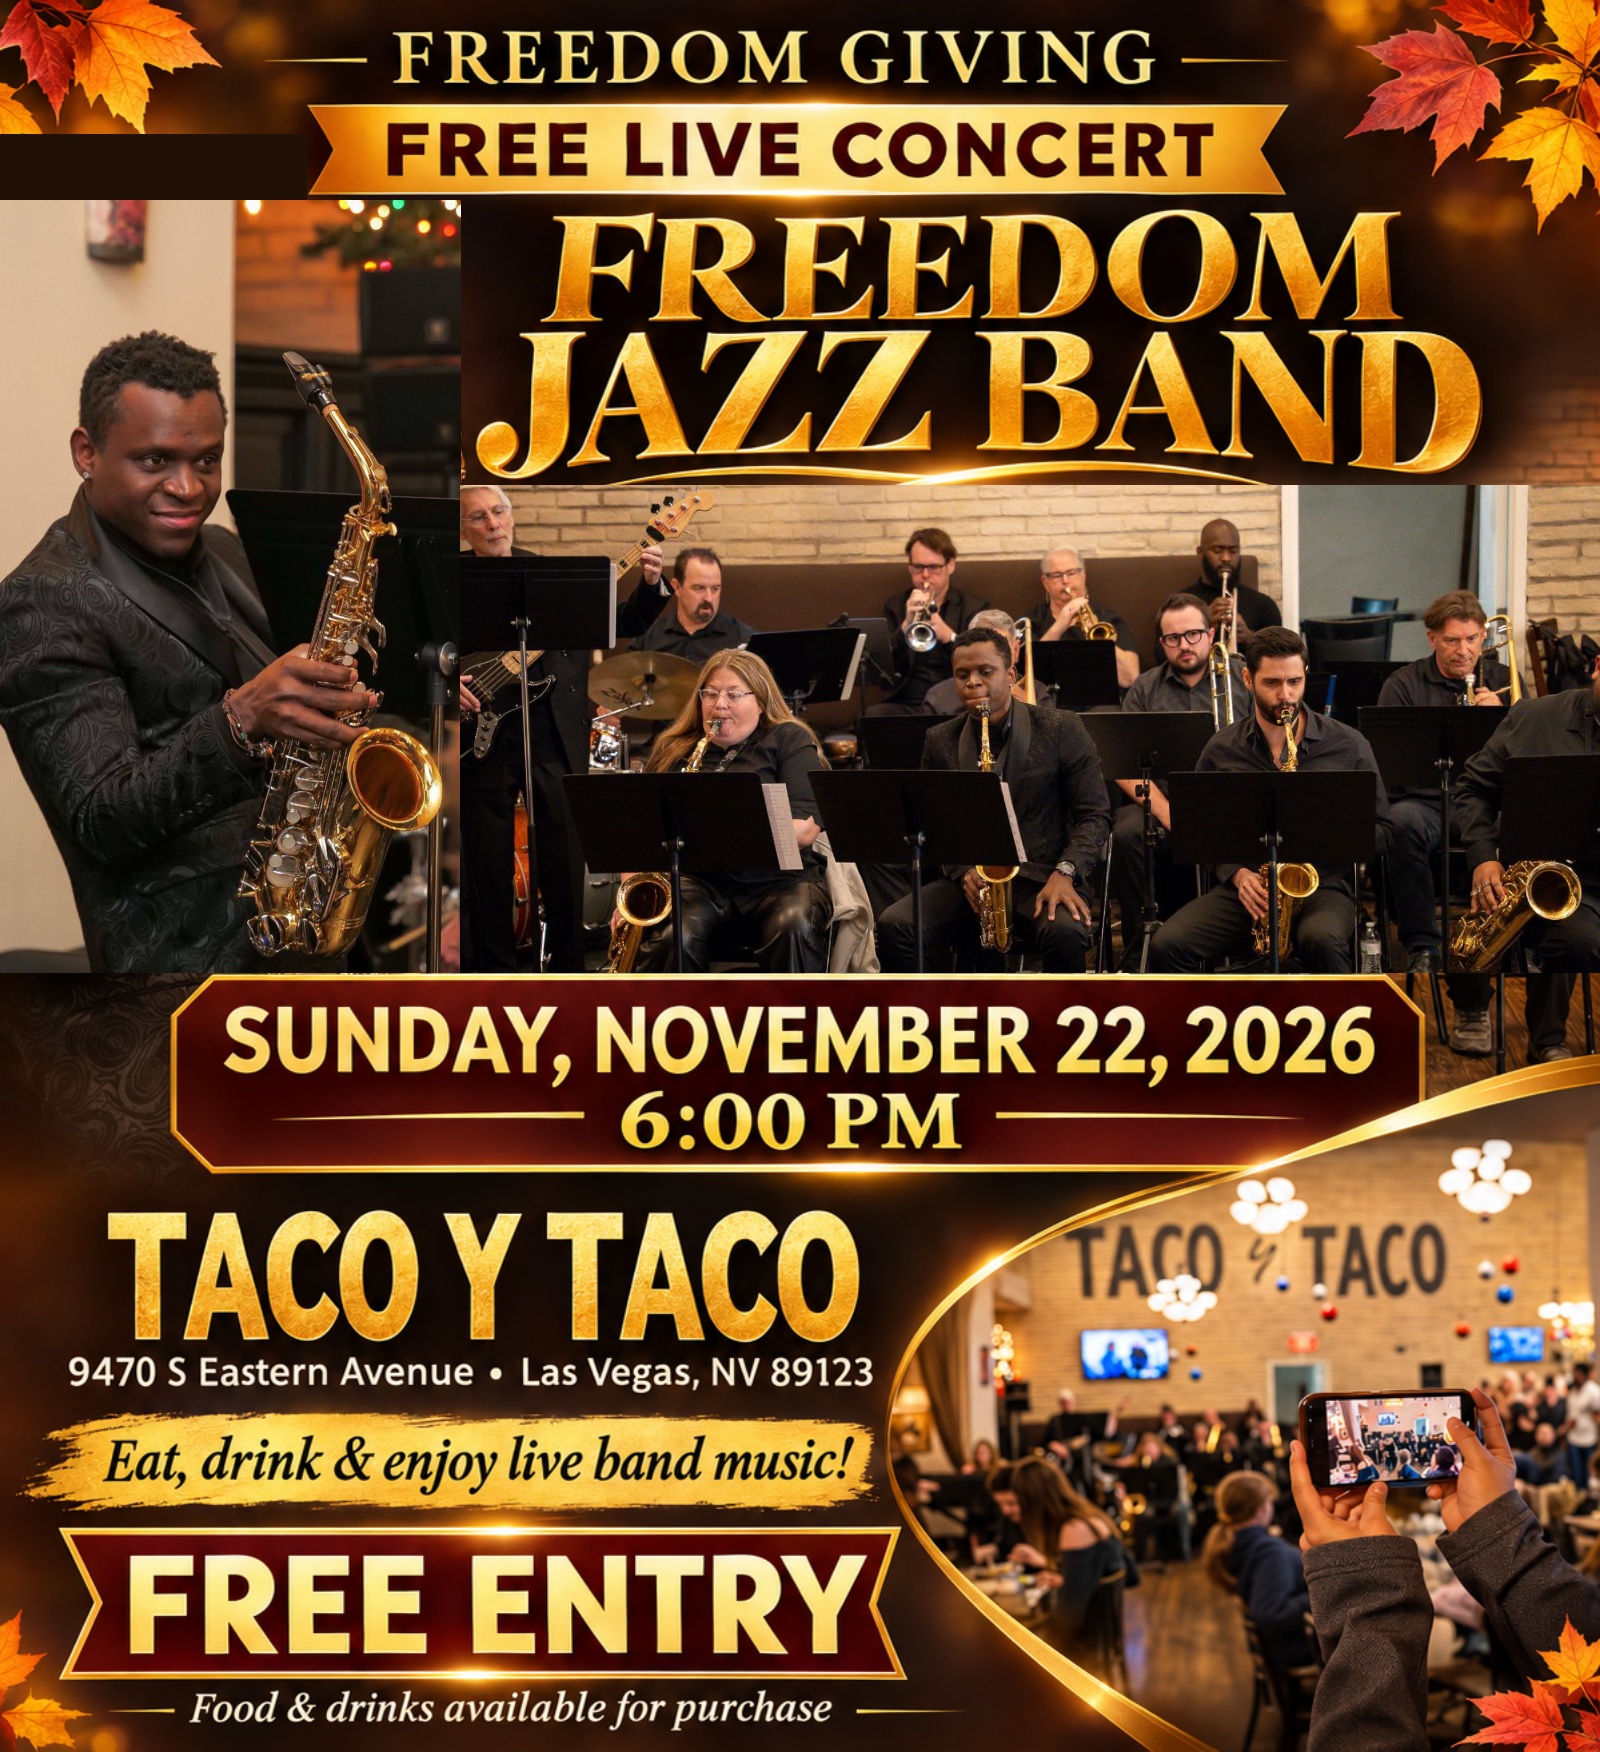 FREEDOM GIVING
FREE LIVE CONCERT
FREEDOM
JAZZ BAND
SUNDAY, NOVEMBER 22, 2026
6:00 PM
TACO Y TACO
9470 S Eastern Avenue • Las Vegas, NV 89123
Eat, drink & enjoy live band music!
FREE ENTRY
Food & drinks available for purchase
TACO y TACO